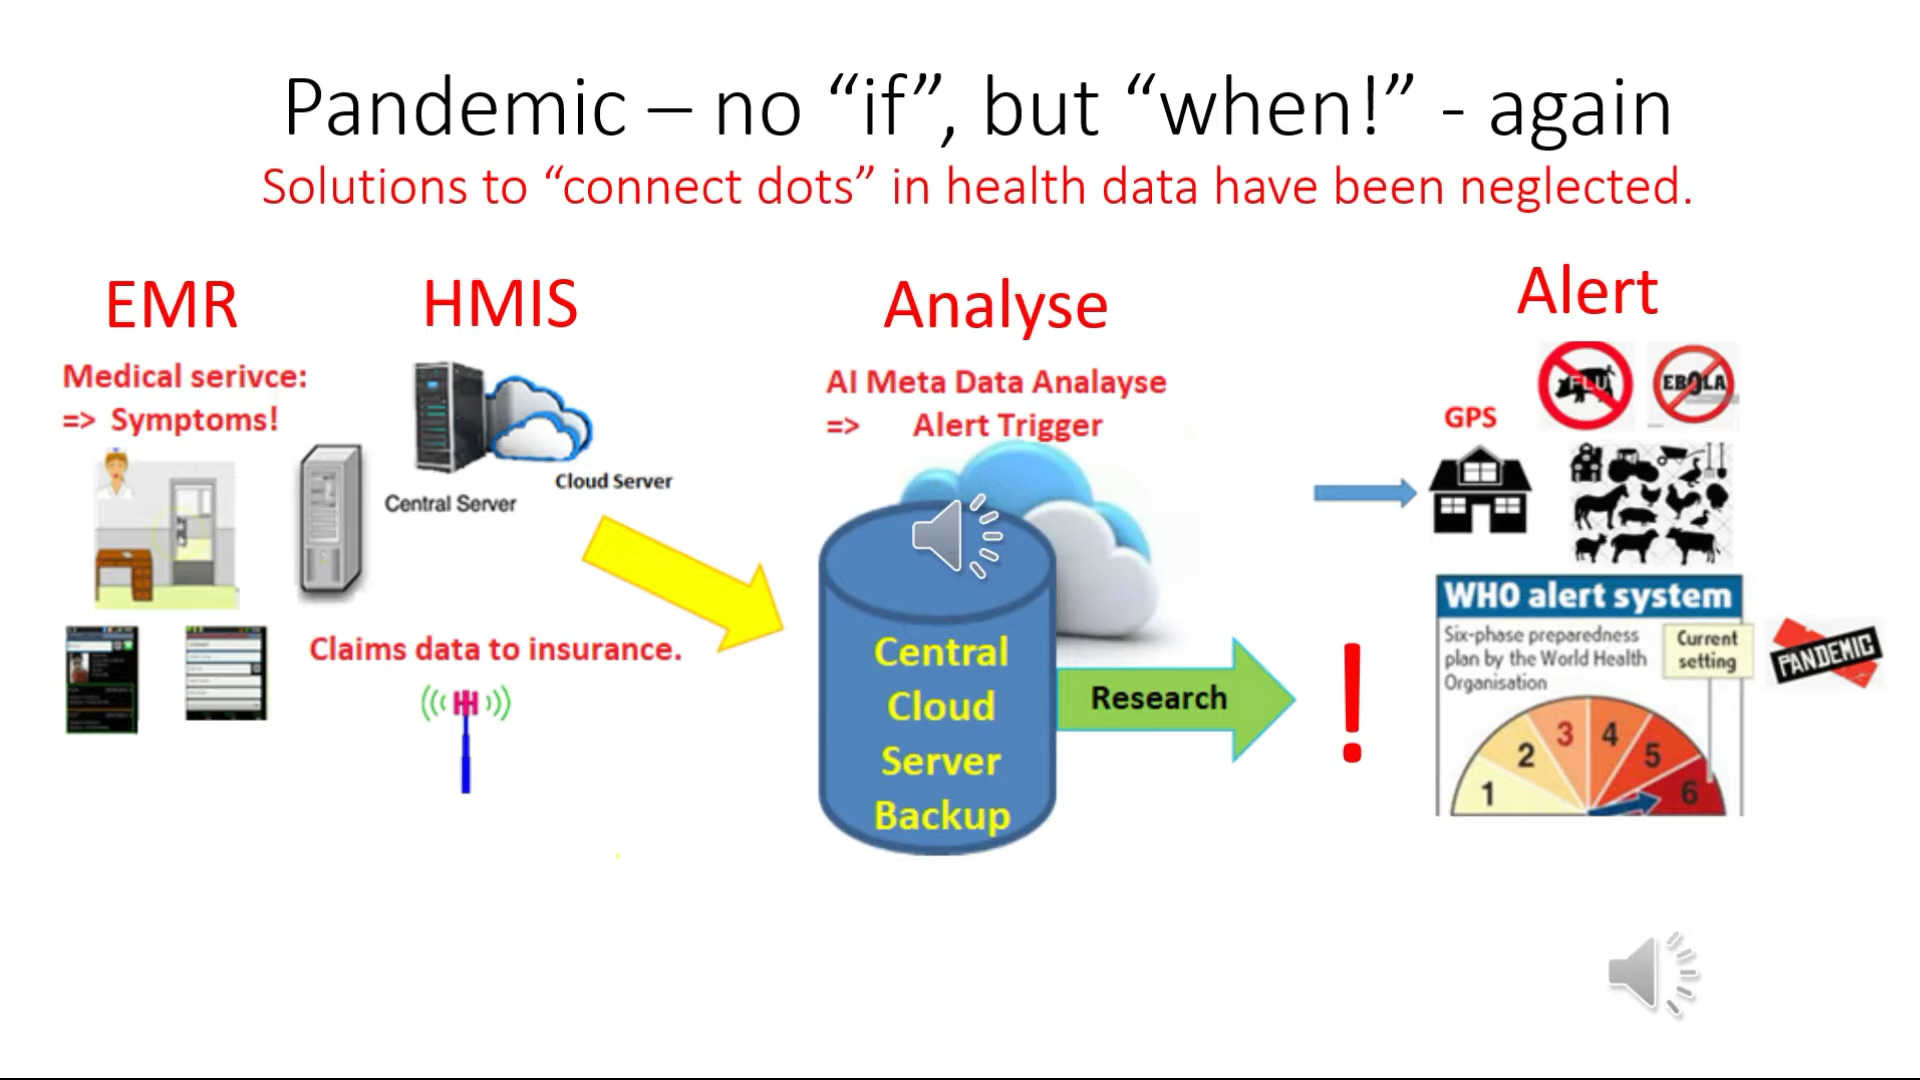 Pandemic – no “if”, but “when!” - again
Solutions to “connect dots” in health data have been neglected.
EMR
Medical serivce:
=> Symptoms!
HMIS
Cloud Server
Central Server
Claims data to insurance.
Analyse
AI Meta Data Analayse
=> Alert Trigger
Central
Cloud
Server
Backup
Research
!
Alert
FLU
EBOLA
GPS
WHO alert system
Six-phase preparedness
plan by the World Health
Organisation
Current
setting
PANDEMIC
1
2
3
4
5
6